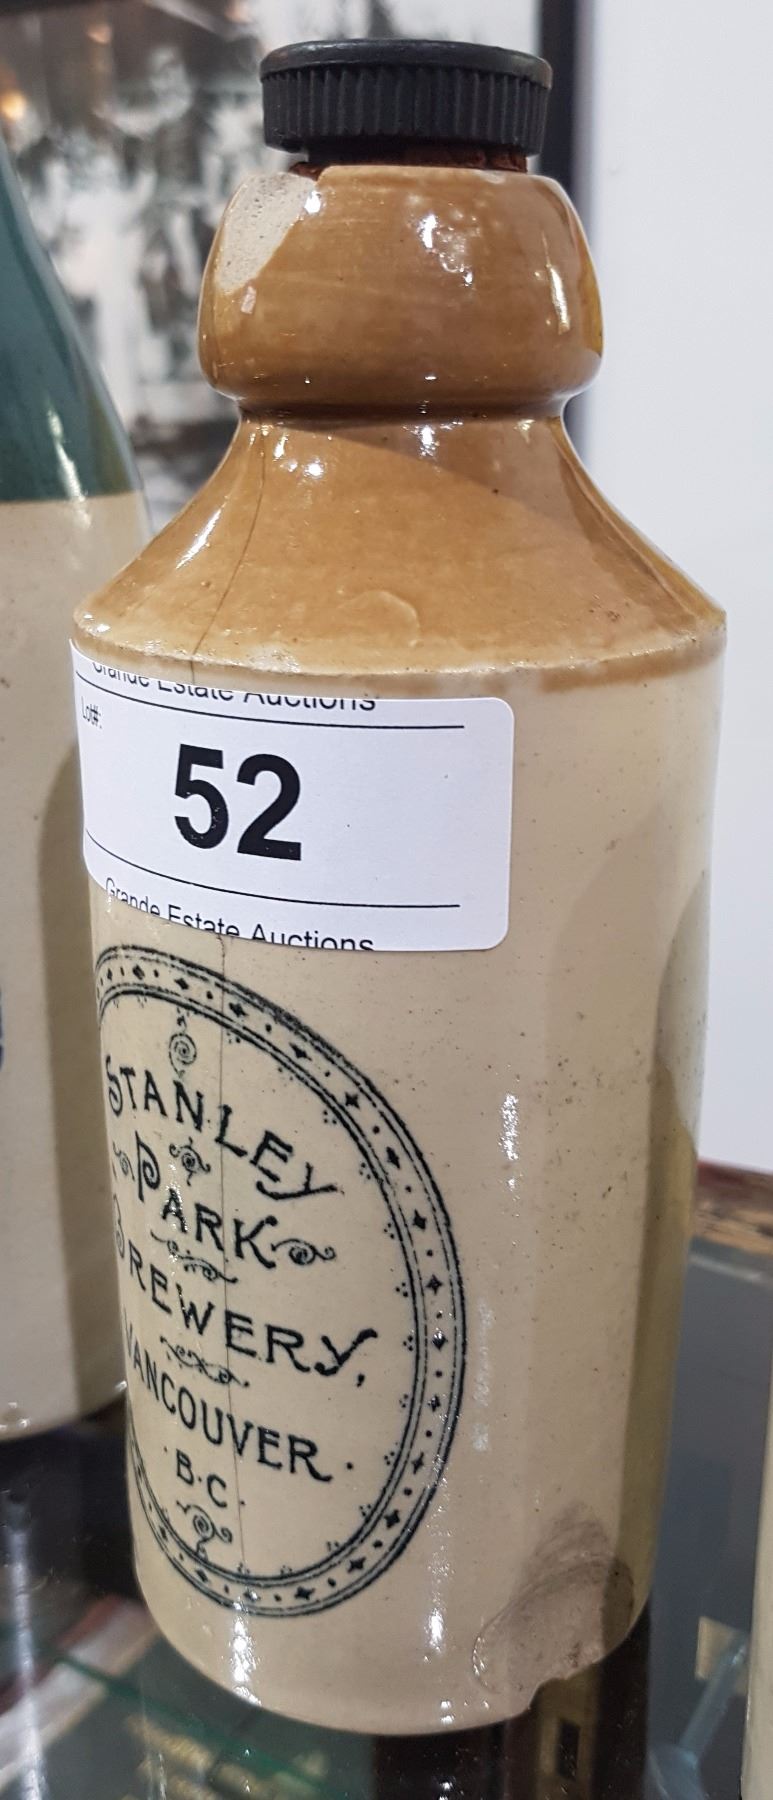 Grande Estate Auctions
Lot#:
52
Grande Estate Auctions
STANLEY
PARK
BREWERY,
VANCOUVER.
B.C.